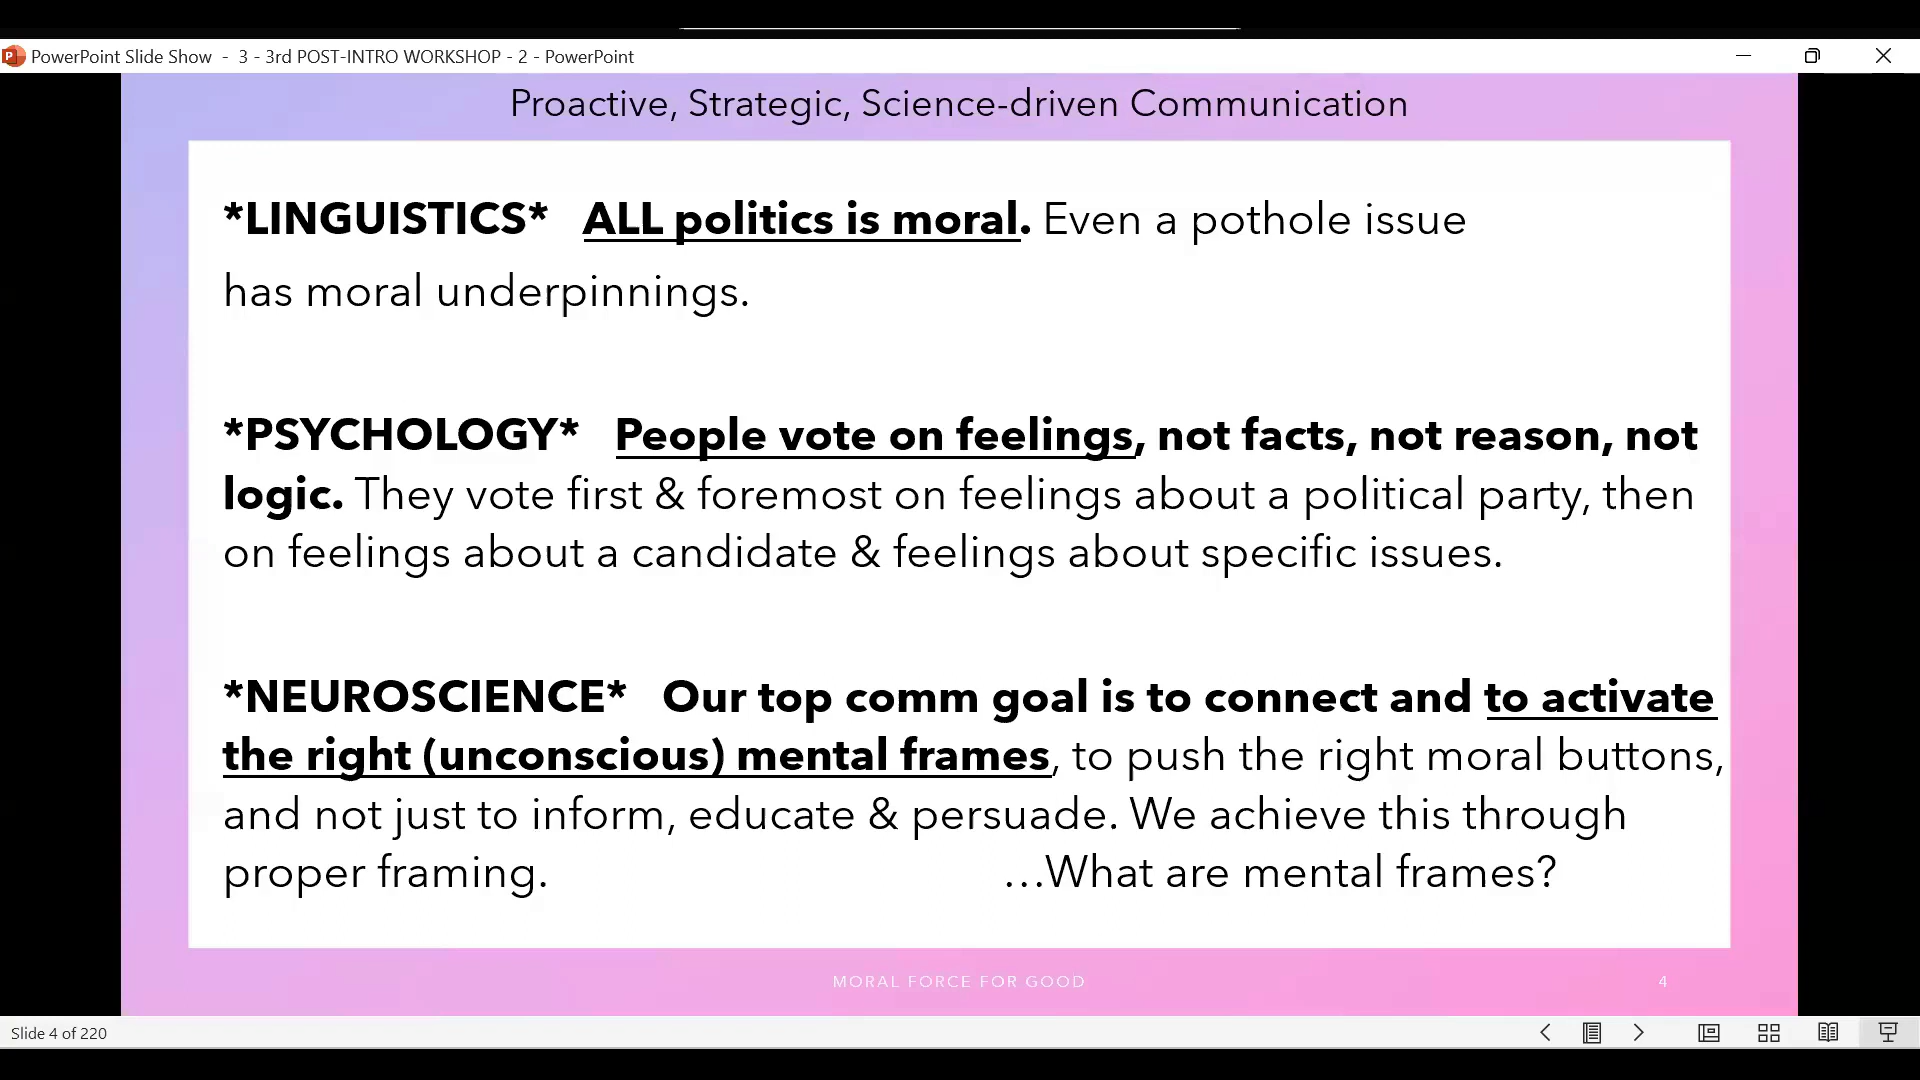 PowerPoint Slide Show - 3 - 3rd POST-INTRO WORKSHOP - 2 - PowerPoint
Proactive, Strategic, Science-driven Communication
*LINGUISTICS* ALL politics is moral. Even a pothole issue
has moral underpinnings.
*PSYCHOLOGY* People vote on feelings, not facts, not reason, not
logic. They vote first & foremost on feelings about a political party, then
on feelings about a candidate & feelings about specific issues.
*NEUROSCIENCE* Our top comm goal is to connect and to activate
the right (unconscious) mental frames, to push the right moral buttons,
and not just to inform, educate & persuade. We achieve this through
proper framing. …What are mental frames?
MORAL FORCE FOR GOOD 4
Slide 4 of 220